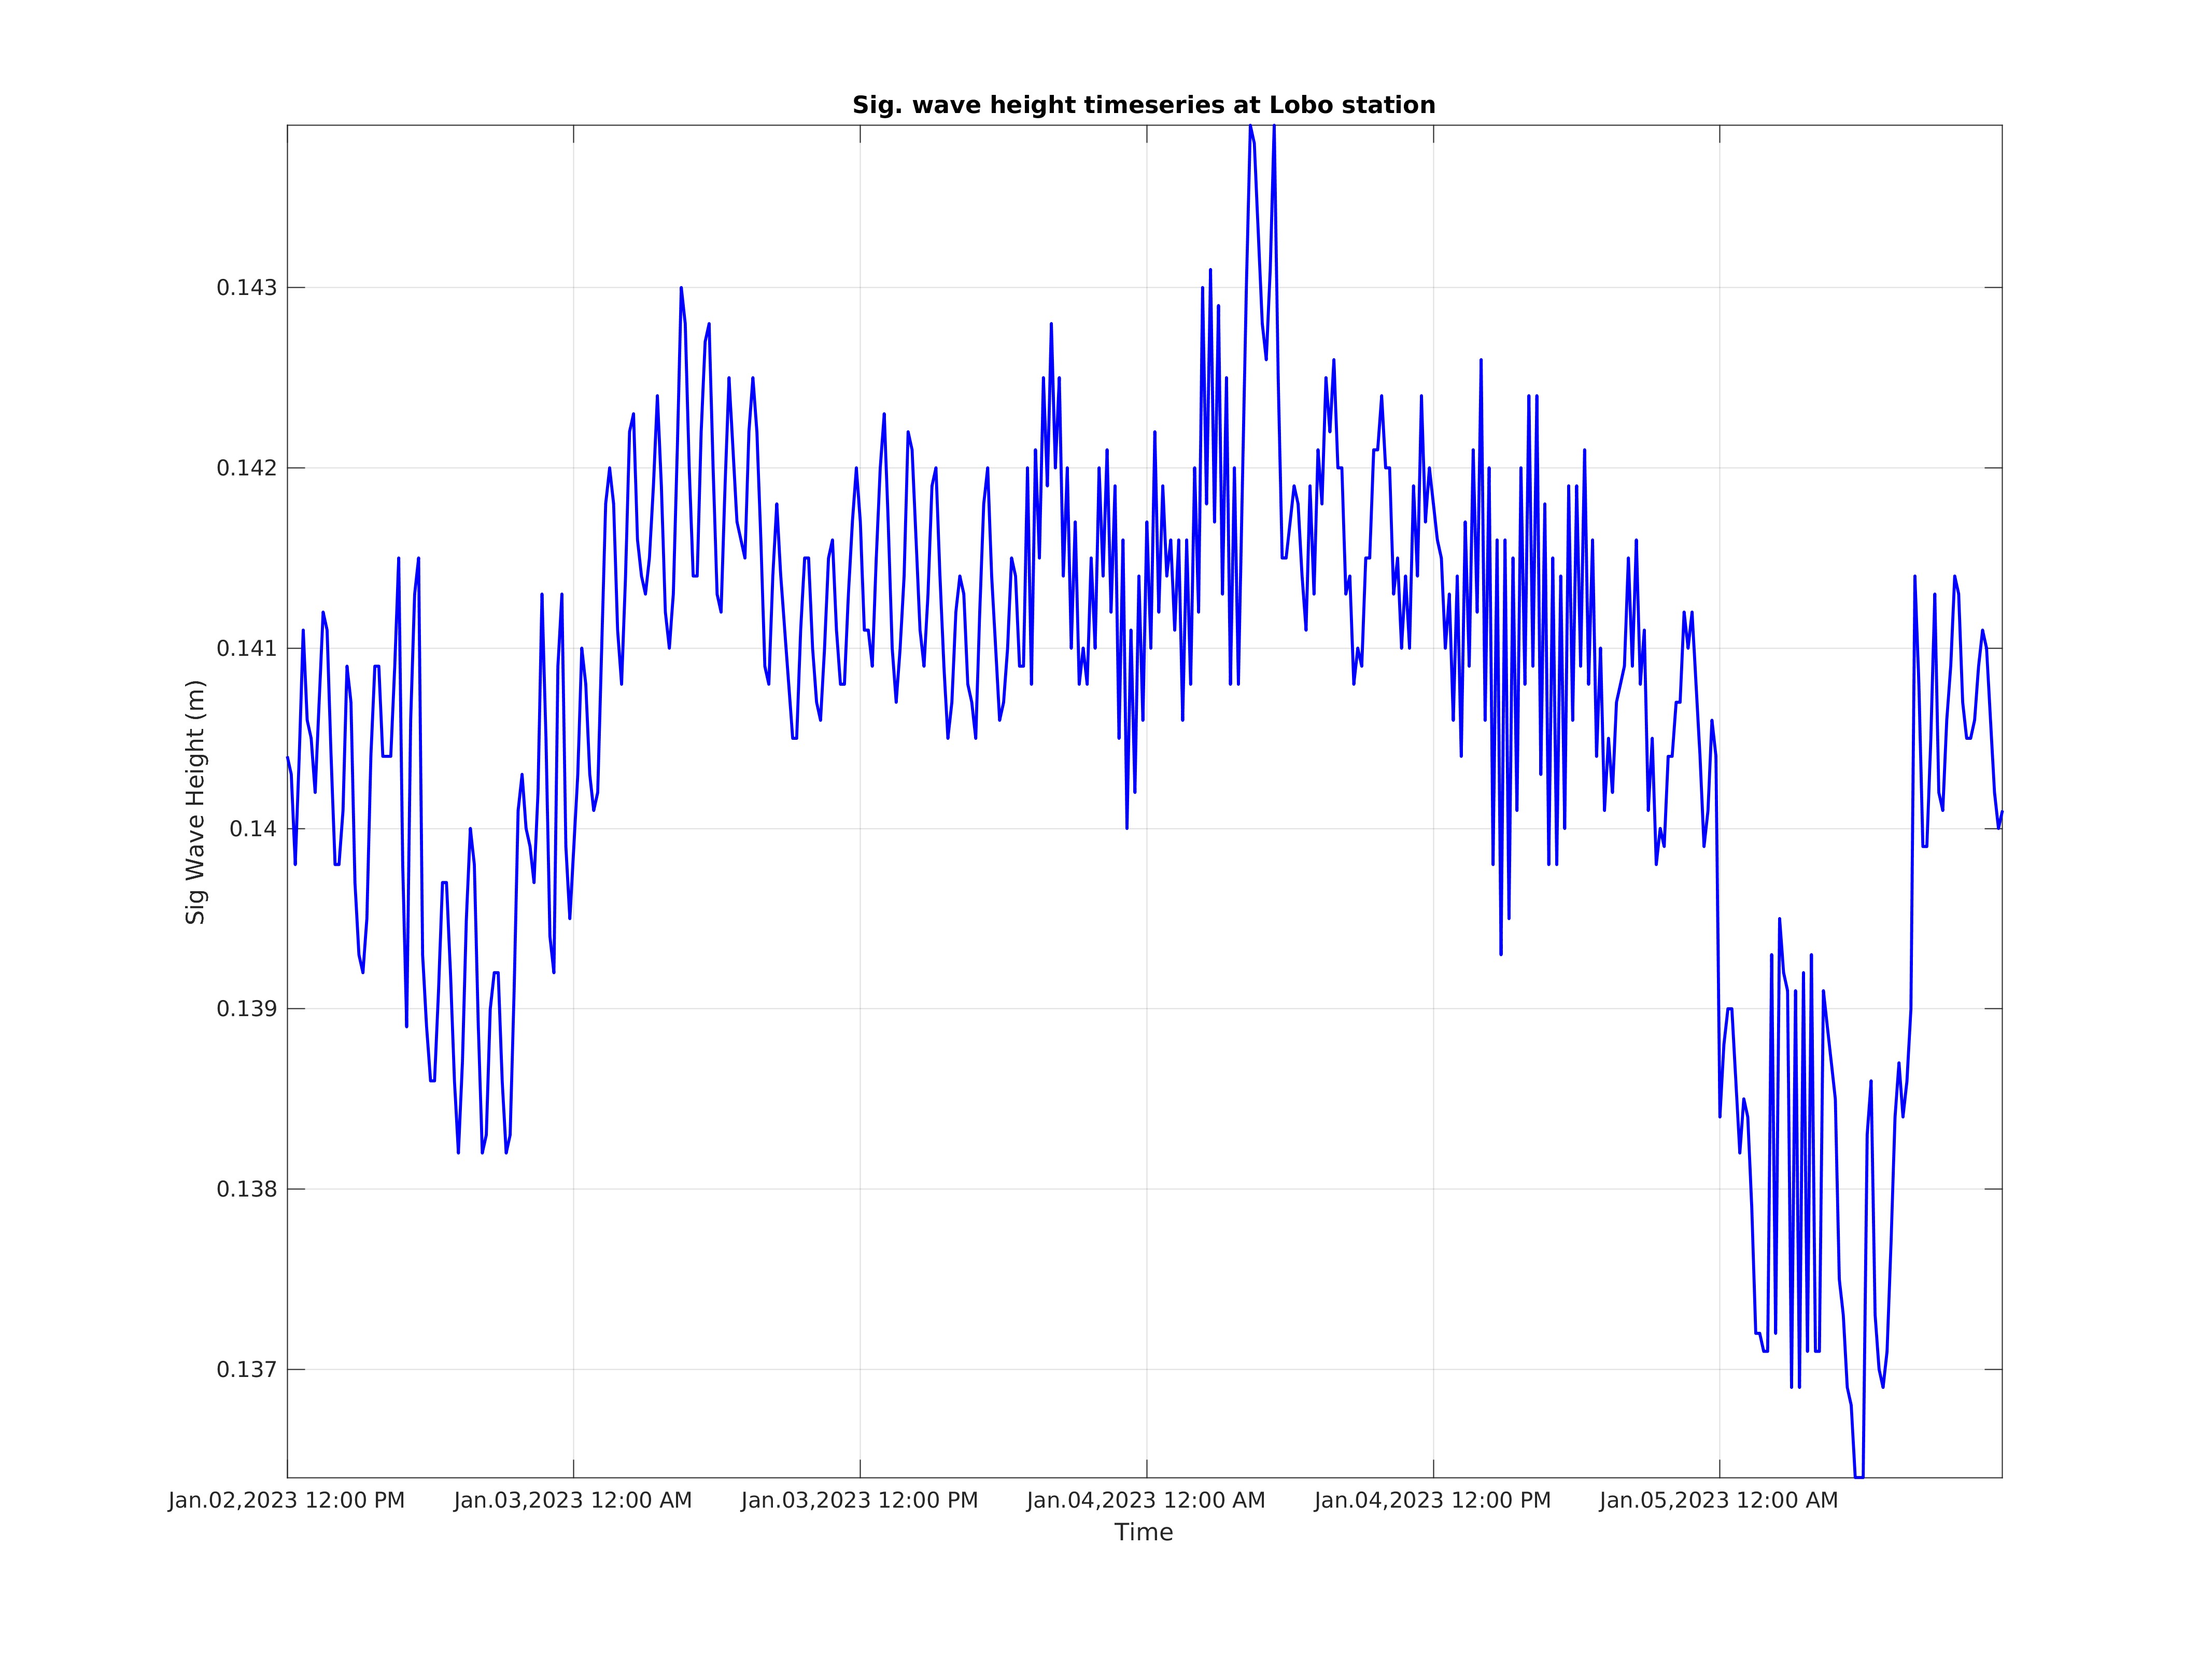 Sig. wave height timeseries at Lobo station
0.143
0.142
0.141
0.14
0.139
0.138
0.137
Sig Wave Height (m)
Jan.02,2023 12:00 PM Jan.03,2023 12:00 AM Jan.03,2023 12:00 PM Jan.04,2023 12:00 AM Jan.04,2023 12:00 PM Jan.05,2023 12:00 AM
Time